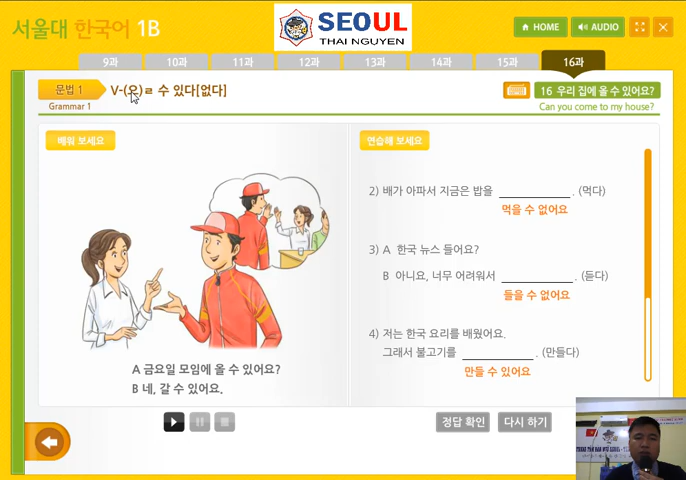 서울대 한국어 1B
SEOUL
THAI NGUYEN
HOME
AUDIO
9과 10과 11과 12과 13과 14과 15과 16과
문법 1
Grammar 1
V-(으)ㄹ 수 있다[없다]
16 우리 집에 올 수 있어요?
Can you come to my house?
배워 보세요
A 금요일 모임에 올 수 있어요?
B 네, 갈 수 있어요.
연습해 보세요
2) 배가 아파서 지금은 밥을 ____________. (먹다)
먹을 수 없어요
3) A 한국 뉴스 들어요?
B 아니요, 너무 어려워서 ____________. (듣다)
들을 수 없어요
4) 저는 한국 요리를 배웠어요.
그래서 불고기를 ____________. (만들다)
만들 수 있어요
정답 확인
다시 하기